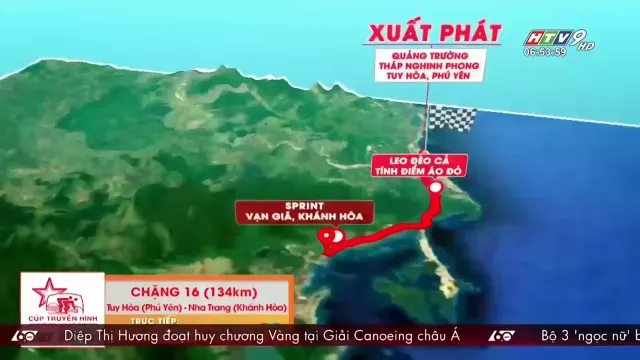 XUẤT PHÁT
HTV9 HD
06:53:59
QUẢNG TRƯỜNG
THÁP NGHINH PHONG
TUY HÒA, PHÚ YÊN
LEO ĐÈO CẢ
TÍNH ĐIỂM ÁO ĐỎ
SPRINT
VẠN GIÃ, KHÁNH HÒA
CÚP TRUYỀN HÌNH
CHẶNG 16 (134km)
Tuy Hòa (Phú Yên) - Nha Trang (Khánh Hòa)
TRỰC TIẾP:
Diệp Thị Hương đoạt huy chương Vàng tại Giải Canoeing châu Á
Bộ 3 'ngọc nữ' b